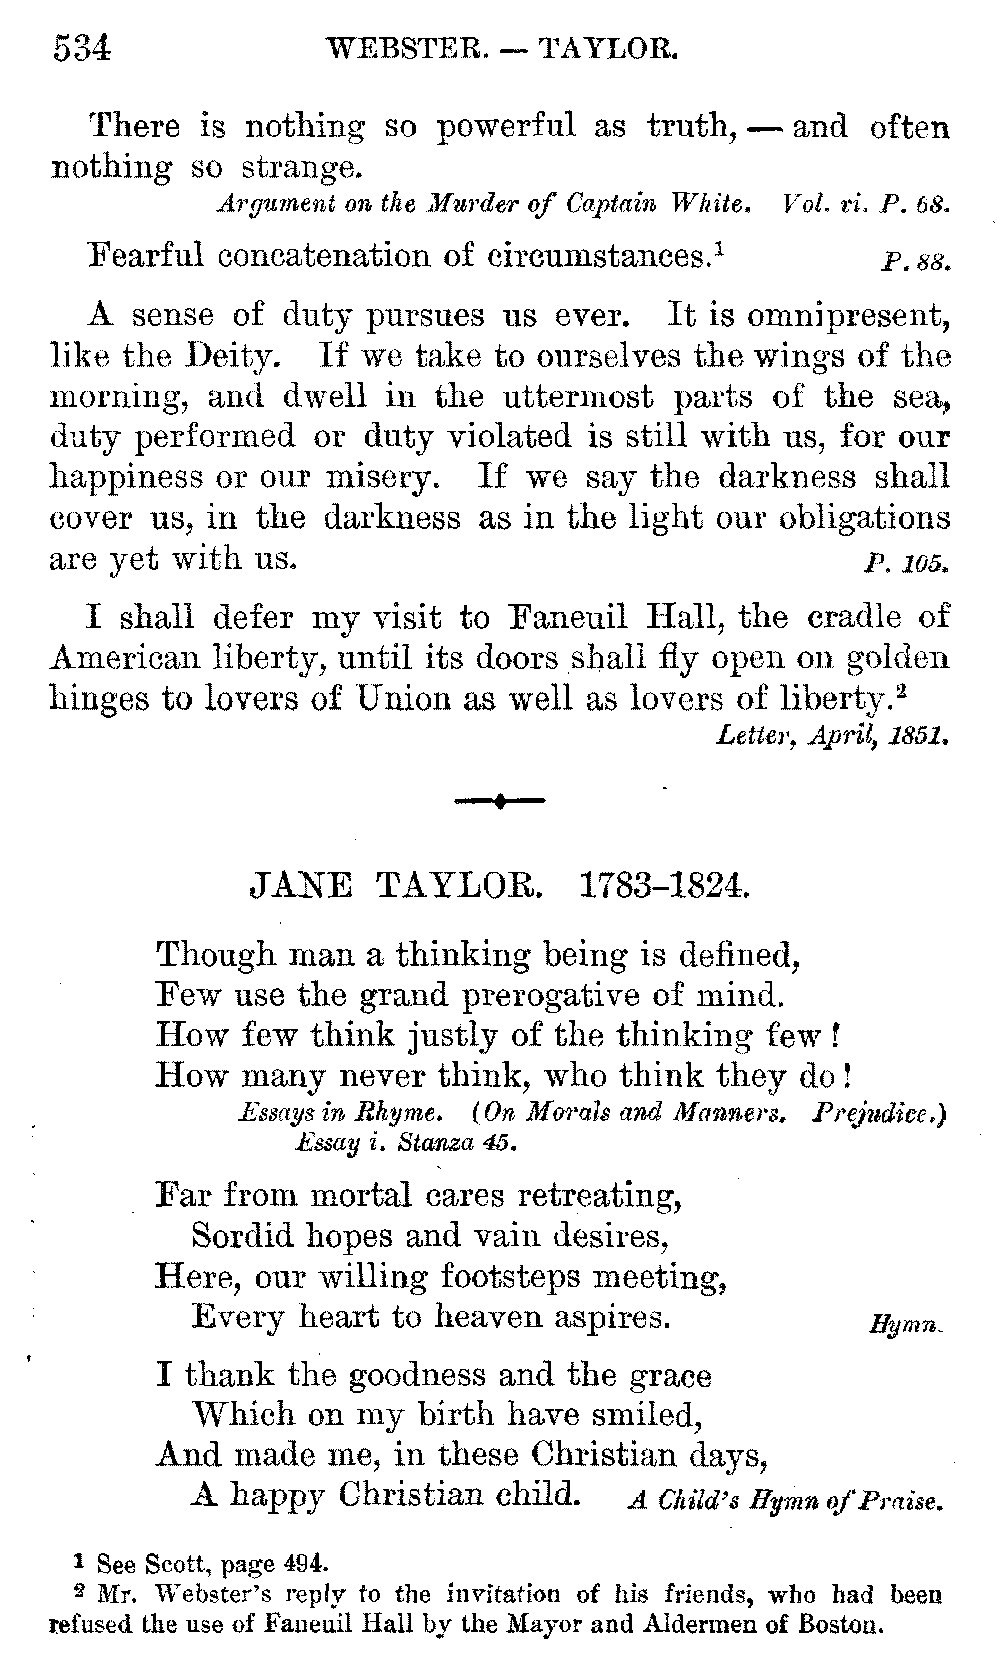 534 WEBSTER. — TAYLOR.
There is nothing so powerful as truth, — and often
nothing so strange.
Argument on the Murder of Captain White. Vol. vi. P. 68.
Fearful concatenation of circumstances.¹ P. 88.
A sense of duty pursues us ever. It is omnipresent,
like the Deity. If we take to ourselves the wings of the
morning, and dwell in the uttermost parts of the sea,
duty performed or duty violated is still with us, for our
happiness or our misery. If we say the darkness shall
cover us, in the darkness as in the light our obligations
are yet with us. P. 105.
I shall defer my visit to Faneuil Hall, the cradle of
American liberty, until its doors shall fly open on golden
hinges to lovers of Union as well as lovers of liberty.²
Letter, April, 1851.
JANE TAYLOR. 1783–1824.
Though man a thinking being is defined,
Few use the grand prerogative of mind.
How few think justly of the thinking few !
How many never think, who think they do !
Essays in Rhyme. (On Morals and Manners. Prejudice.)
Essay i. Stanza 45.
Far from mortal cares retreating,
Sordid hopes and vain desires,
Here, our willing footsteps meeting,
Every heart to heaven aspires. Hymn.
I thank the goodness and the grace
Which on my birth have smiled,
And made me, in these Christian days,
A happy Christian child. A Child's Hymn of Praise.
1 See Scott, page 494.
2 Mr. Webster's reply to the invitation of his friends, who had been
refused the use of Faneuil Hall by the Mayor and Aldermen of Boston.